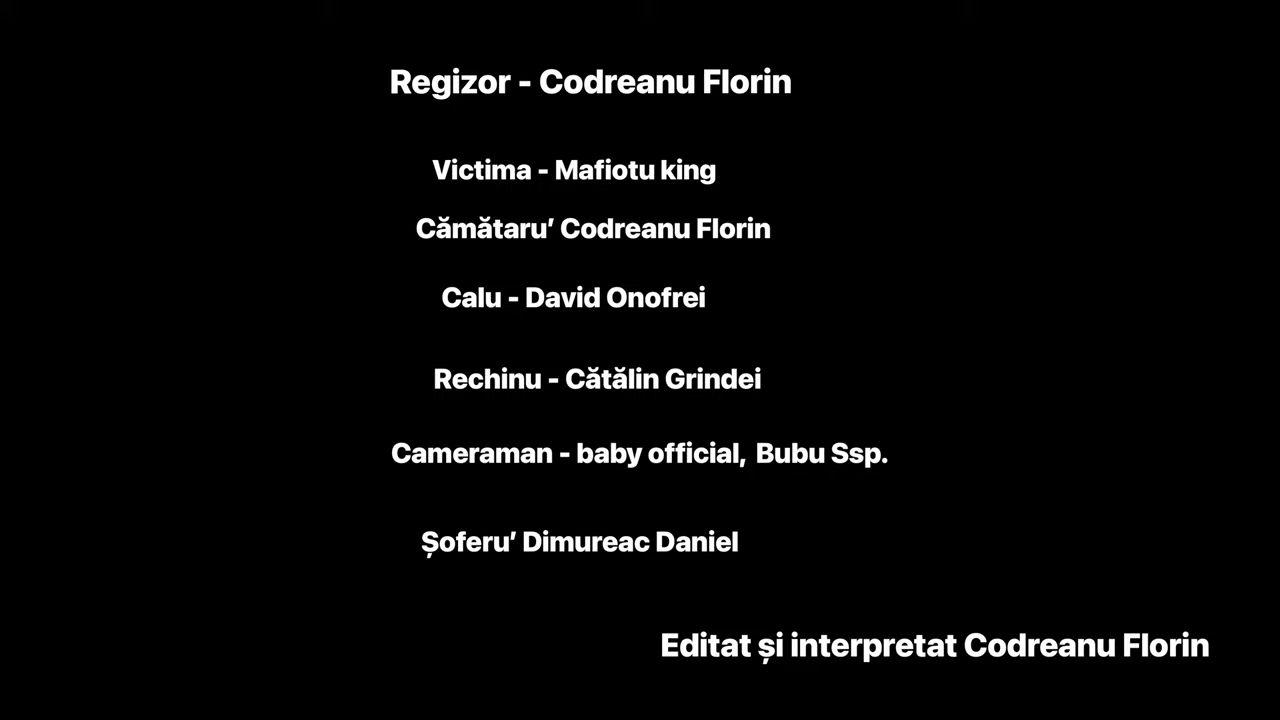 Regizor - Codreanu Florin
Victima - Mafiotu king
Cămătaru’ Codreanu Florin
Calu - David Onofrei
Rechinu - Cătălin Grindei
Cameraman - baby official, Bubu Ssp.
Șoferu’ Dimureac Daniel
Editat și interpretat Codreanu Florin